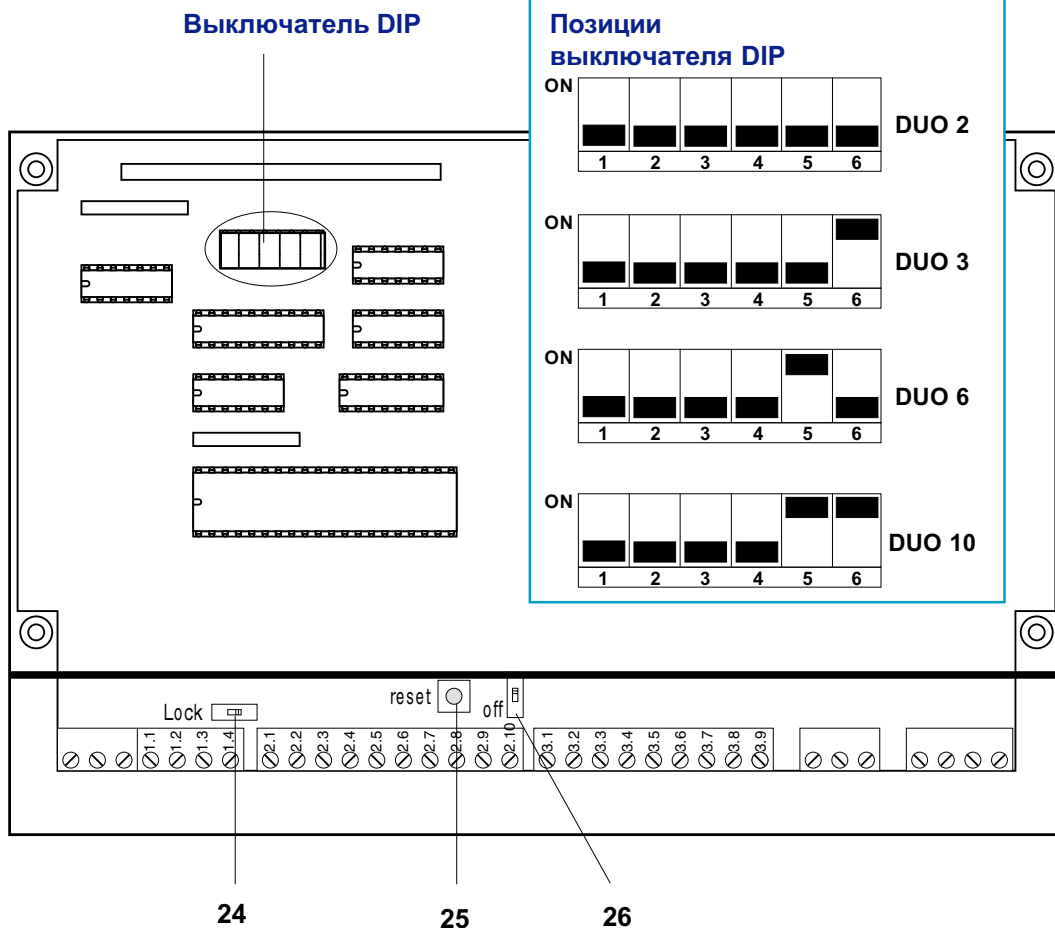 Выключатель DIP
Позиции
выключателя DIP
ON
1 2 3 4 5 6
DUO 2
ON
1 2 3 4 5 6
DUO 3
ON
1 2 3 4 5 6
DUO 6
ON
1 2 3 4 5 6
DUO 10
Lock
reset
off
1.1 1.2 1.3 1.4 2.1 2.2 2.3 2.4 2.5 2.6 2.7 2.8 2.9 2.10 3.1 3.2 3.3 3.4 3.5 3.6 3.7 3.8 3.9
24 25 26